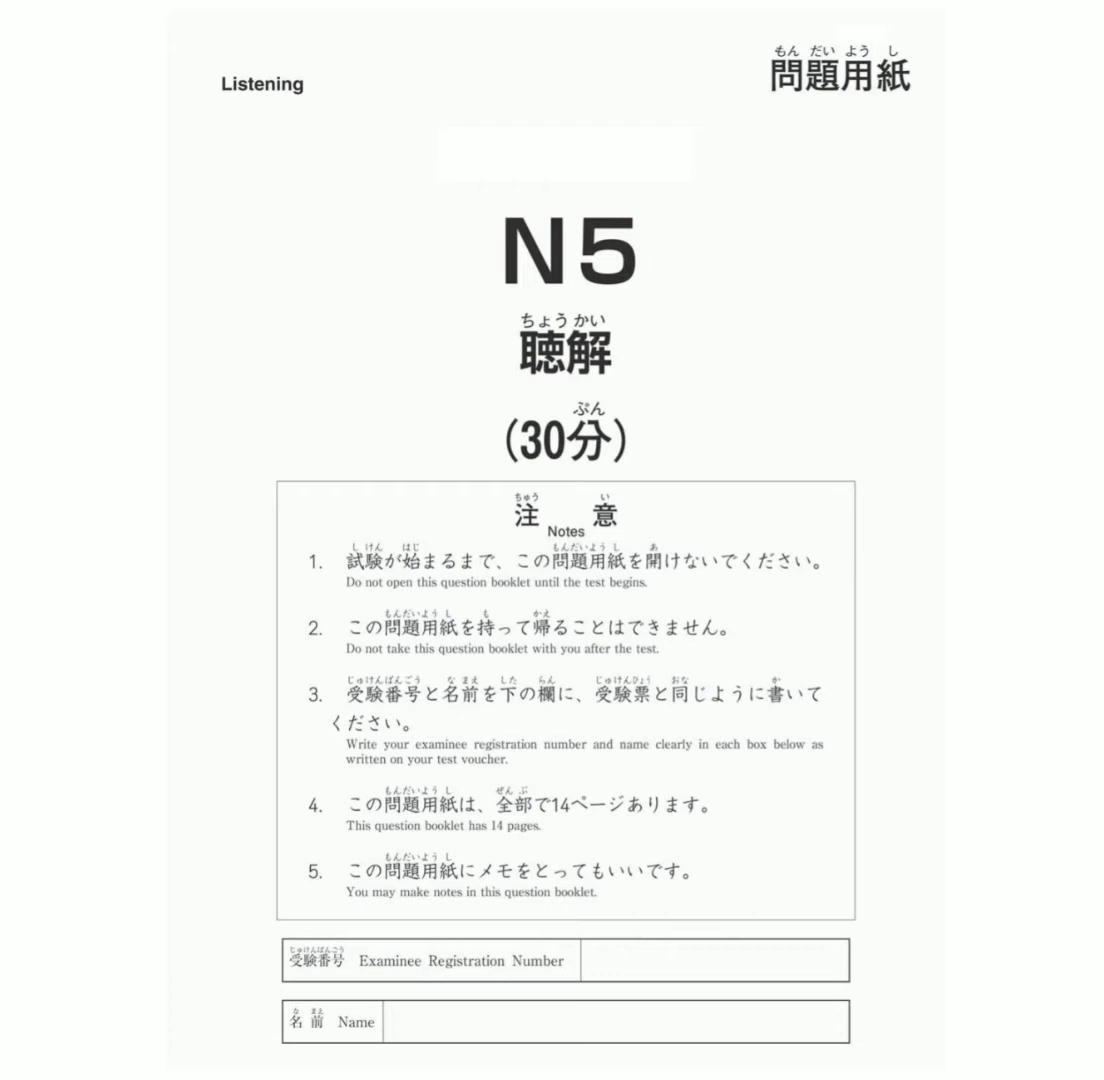 Listening
もん だい よう し
問題用紙
N5
ちょう かい
聴解
ぷん
(30分)
ちゅう い
注 意
Notes
し けん はじ もんだいよう し あ
1. 試験が始まるまで、この問題用紙を開けないでください。
Do not open this question booklet until the test begins.
もんだいよう し も かえ
2. この問題用紙を持って帰ることはできません。
Do not take this question booklet with you after the test.
じゅけんばんごう な まえ した らん じゅけんひょう おな か
3. 受験番号と名前を下の欄に、受験票と同じように書いて
ください。
Write your examinee registration number and name clearly in each box below as
written on your test voucher.
もんだいよう し ぜん ぶ
4. この問題用紙は、全部で14ページあります。
This question booklet has 14 pages.
もんだいよう し
5. この問題用紙にメモをとってもいいです。
You may make notes in this question booklet.
じゅけんばんごう
受験番号 Examinee Registration Number
な まえ
名 前 Name